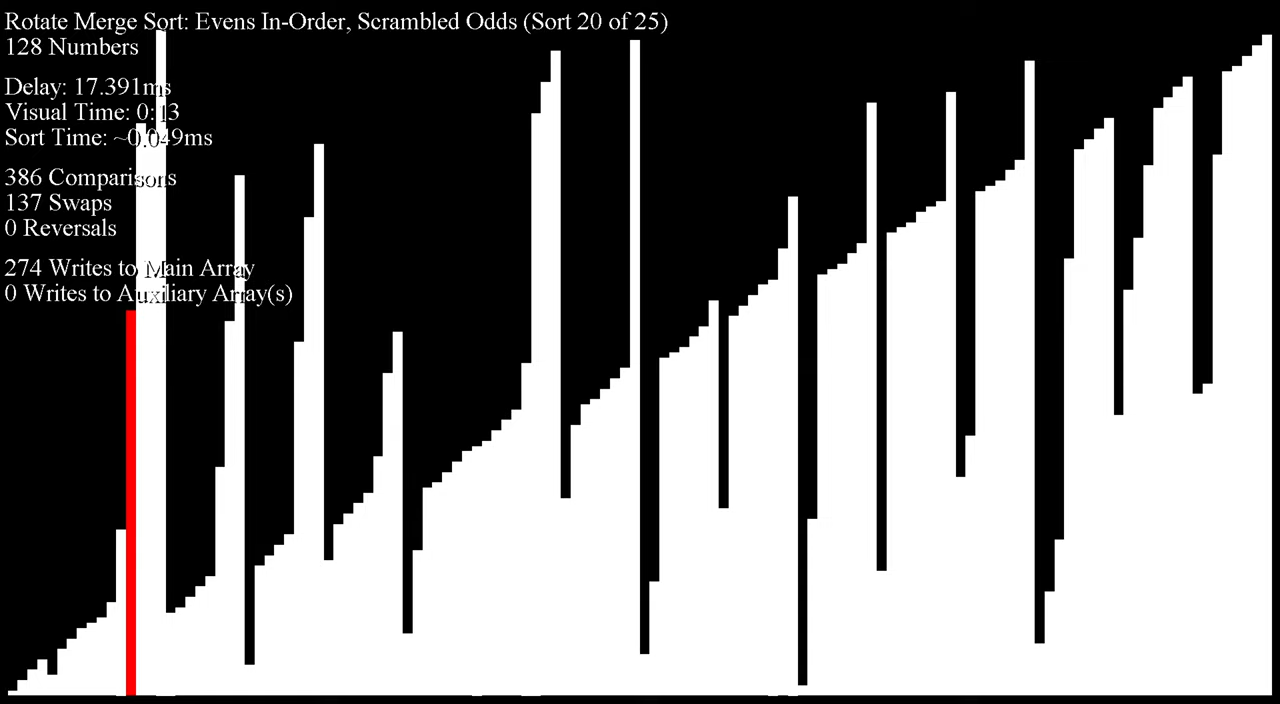 Rotate Merge Sort: Evens In-Order, Scrambled Odds (Sort 20 of 25)
128 Numbers
Delay: 17.391ms
Visual Time: 0:13
Sort Time: ~0.049ms
386 Comparisons
137 Swaps
0 Reversals
274 Writes to Main Array
0 Writes to Auxiliary Array(s)